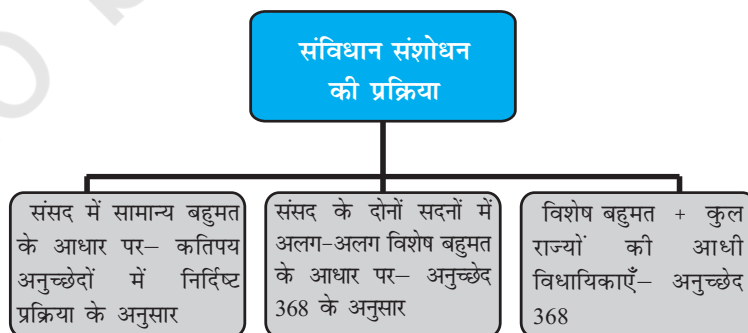 संविधान संशोधन
की प्रक्रिया
संसद में सामान्य बहुमत
के आधार पर– कतिपय
अनुच्छेदों में निर्दिष्ट
प्रक्रिया के अनुसार
संसद के दोनों सदनों में
अलग-अलग विशेष बहुमत
के आधार पर– अनुच्छेद
368 के अनुसार
विशेष बहुमत + कुल
राज्यों की आधी
विधायिकाएँ– अनुच्छेद
368